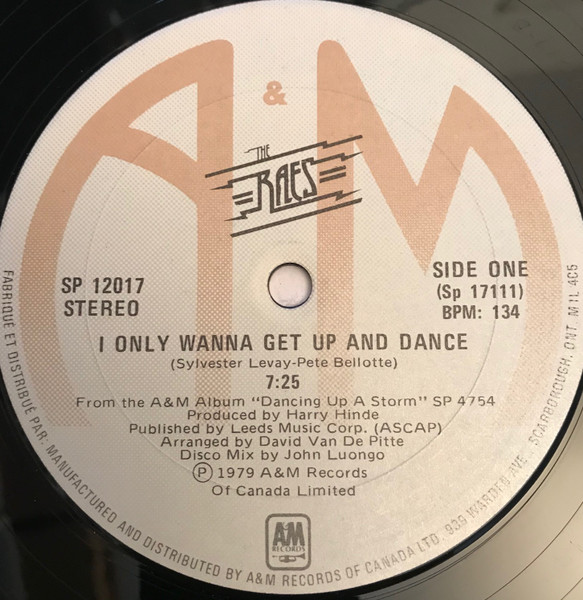 A & M
THE
RAES
SP 12017
STEREO
SIDE ONE
(Sp 17111)
BPM: 134
I ONLY WANNA GET UP AND DANCE
(Sylvester Levay-Pete Bellotte)
7:25
From the A&M Album "Dancing Up A Storm" SP 4754
Produced by Harry Hinde
Published by Leeds Music Corp. (ASCAP)
Arranged by David Van De Pitte
Disco Mix by John Luongo
Ⓟ 1979 A&M Records
Of Canada Limited
A&M
RECORDS
FABRIQUÉ ET DISTRIBUÉ PAR: MANUFACTURED AND DISTRIBUTED BY A&M RECORDS OF CANADA LTD 939 WARDEN AVE - SCARBOROUGH, ONT. M1L 4C5